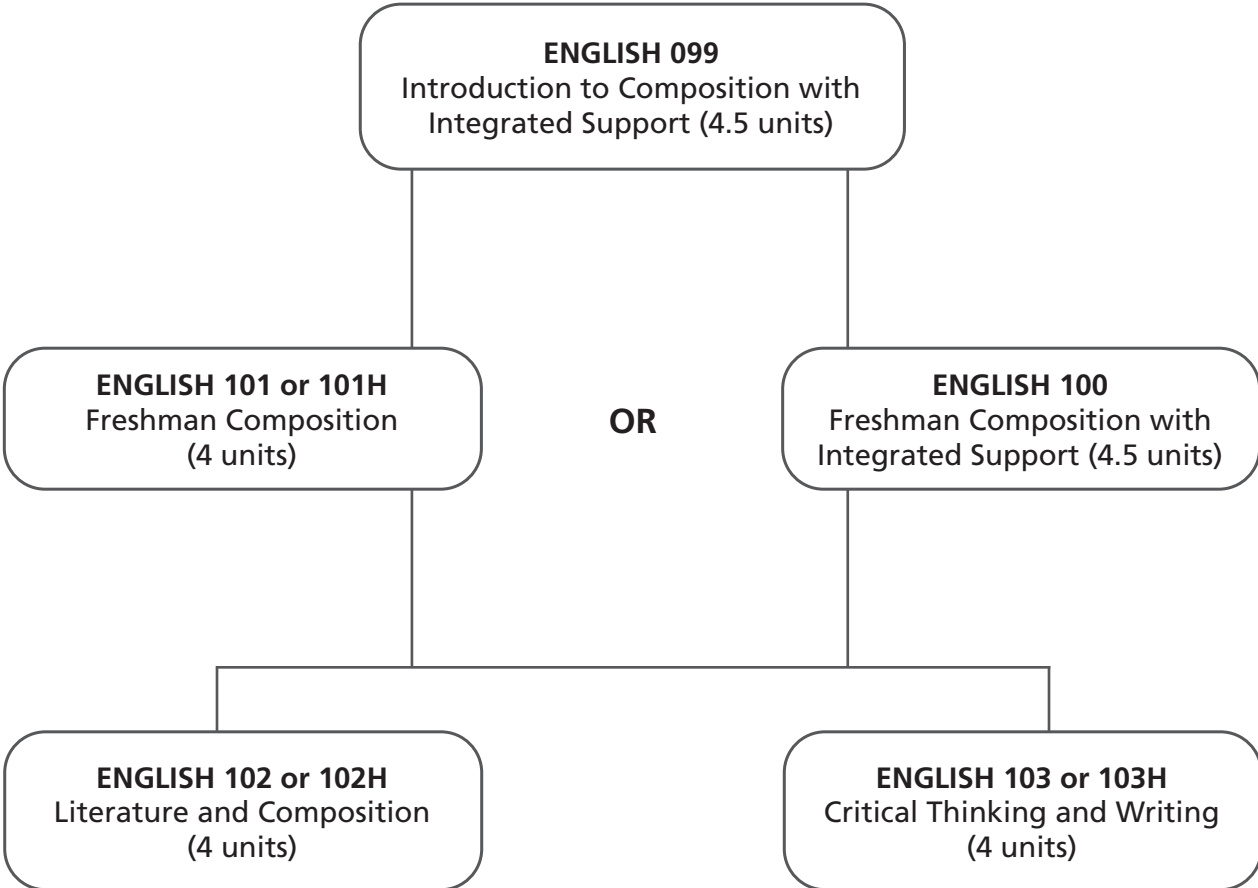 ENGLISH 099
Introduction to Composition with
Integrated Support (4.5 units)
ENGLISH 101 or 101H
Freshman Composition
(4 units)
OR
ENGLISH 100
Freshman Composition with
Integrated Support (4.5 units)
ENGLISH 102 or 102H
Literature and Composition
(4 units)
ENGLISH 103 or 103H
Critical Thinking and Writing
(4 units)